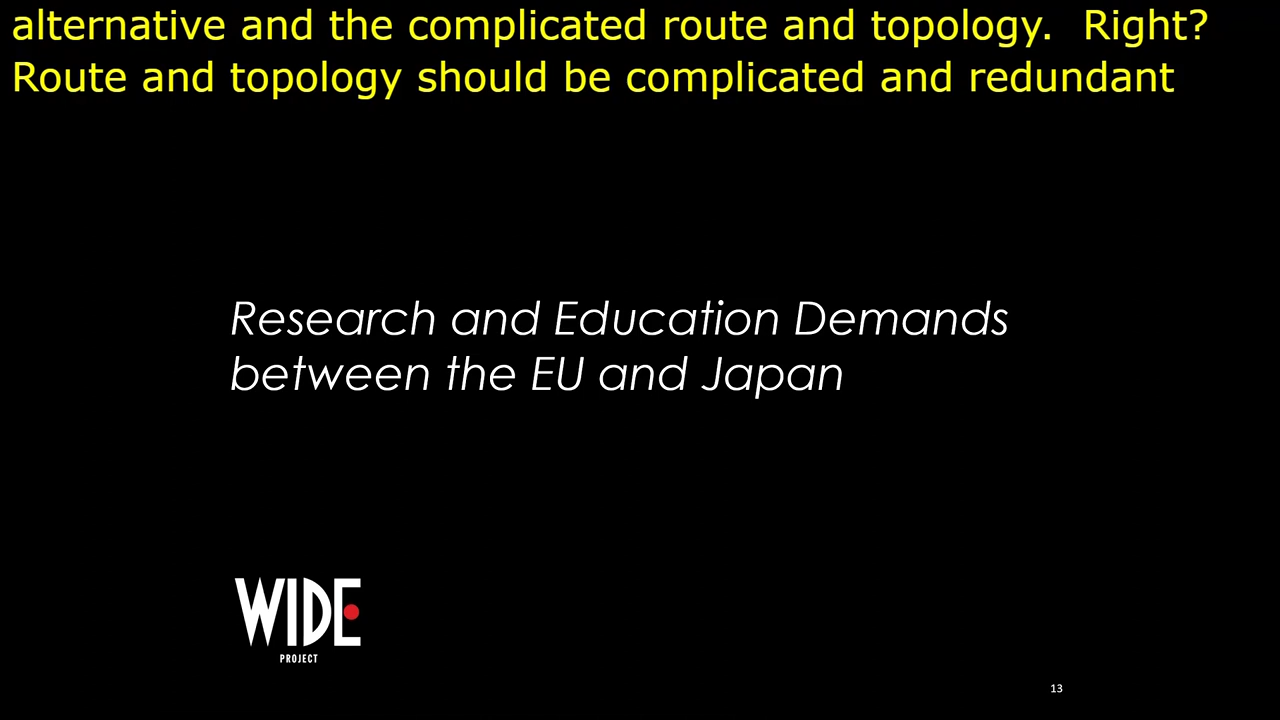 alternative and the complicated route and topology.  Right?
Route and topology should be complicated and redundant
Research and Education Demands
between the EU and Japan
WIDE
PROJECT
13